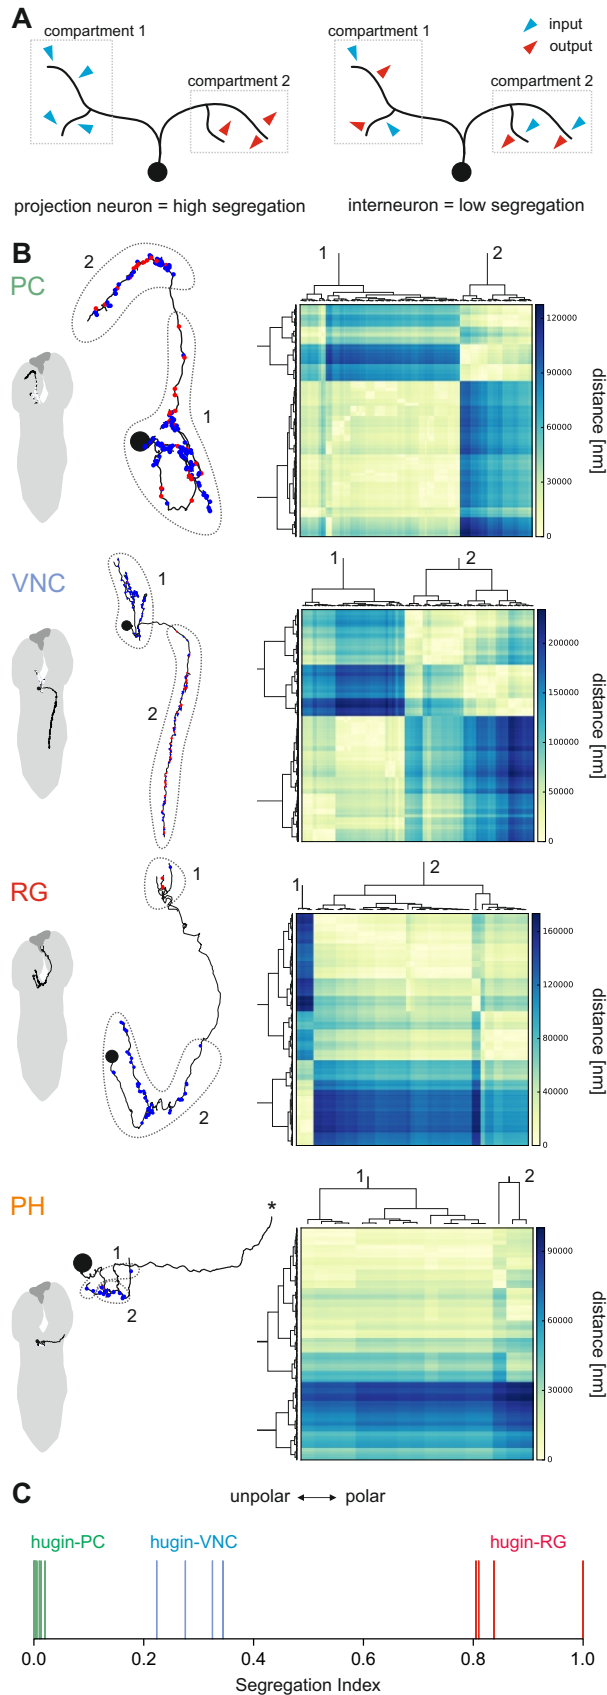 A
compartment 1
compartment 2
compartment 1
compartment 2
input
output
projection neuron = high segregation
interneuron = low segregation
B
PC
2
1
1
2
120000
90000
60000
30000
0
distance [nm]
VNC
1
2
1
2
200000
150000
100000
50000
0
distance [nm]
RG
1
2
1
2
160000
120000
80000
40000
0
distance [nm]
PH
*
1
2
1
2
90000
60000
30000
0
distance [nm]
C
unpolar ↔ polar
hugin-PC
hugin-VNC
hugin-RG
0.0 0.2 0.4 0.6 0.8 1.0
Segregation Index